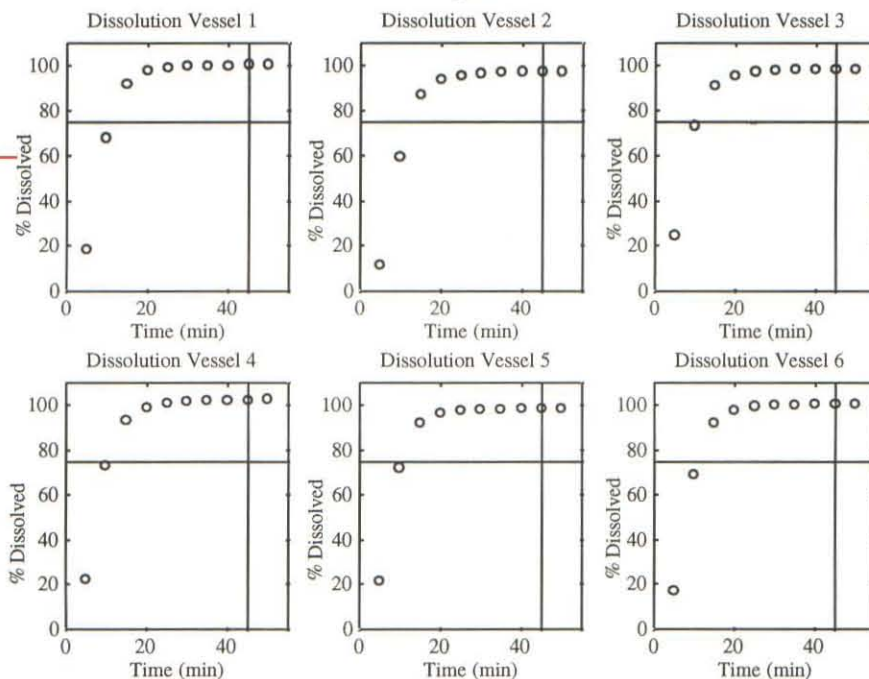 Dissolution Vessel 1
100
80
60
40
20
0
% Dissolved
0 20 40
Time (min)
Dissolution Vessel 2
100
80
60
40
20
0
% Dissolved
0 20 40
Time (min)
Dissolution Vessel 3
100
80
60
40
20
0
% Dissolved
0 20 40
Time (min)
Dissolution Vessel 4
100
80
60
40
20
0
% Dissolved
0 20 40
Time (min)
Dissolution Vessel 5
100
80
60
40
20
0
% Dissolved
0 20 40
Time (min)
Dissolution Vessel 6
100
80
60
40
20
0
% Dissolved
0 20 40
Time (min)